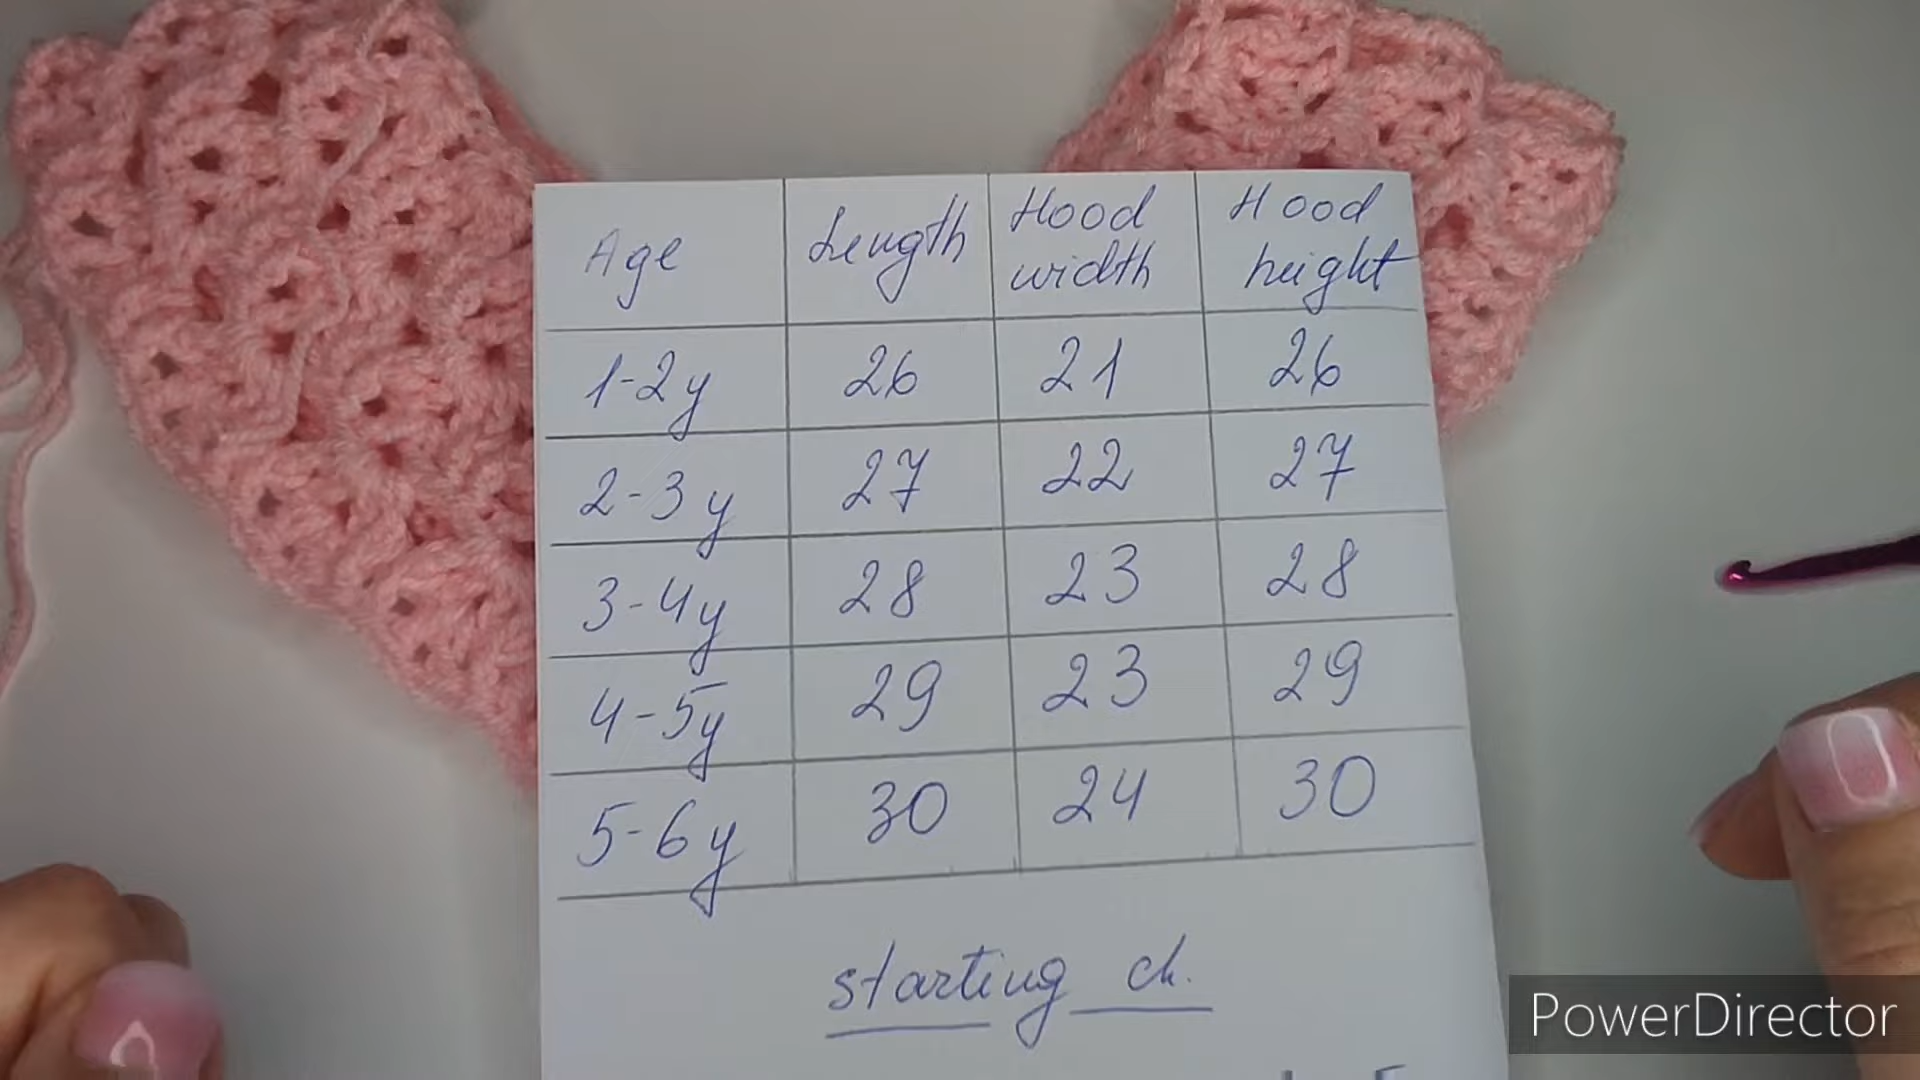 Age Length Hood width Hood height
1-2y 26 21 26
2-3y 27 22 27
3-4y 28 23 28
4-5y 29 23 29
5-6y 30 24 30
starting ch.
PowerDirector